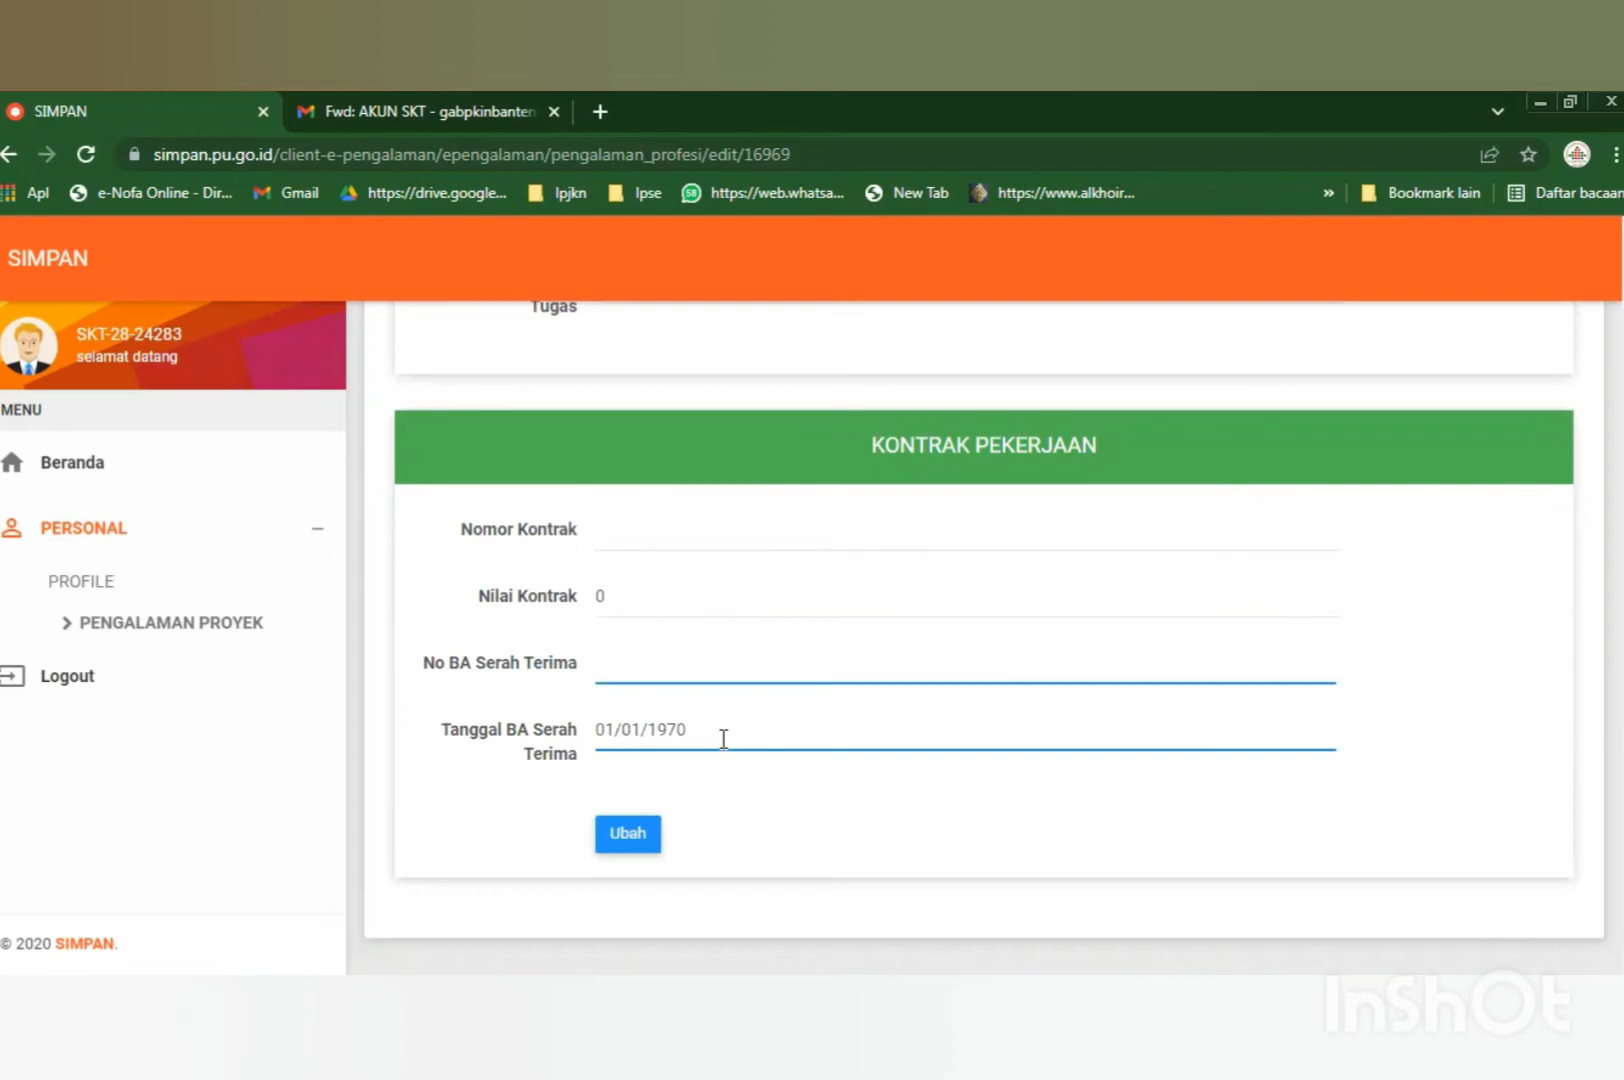 SIMPAN
Fwd: AKUN SKT - gabpkinbanten
simpan.pu.go.id/client-e-pengalaman/epengalaman/pengalaman_profesi/edit/16969
Apl
e-Nofa Online - Dir...
Gmail
https://drive.google...
lpjkn
lpse
58
https://web.whatsa...
New Tab
https://www.alkhoir...
»
Bookmark lain
Daftar bacaan
SIMPAN
SKT-28-24283
selamat datang
MENU
Beranda
PERSONAL
PROFILE
PENGALAMAN PROYEK
Logout
© 2020 SIMPAN.
Tugas
KONTRAK PEKERJAAN
Nomor Kontrak
Nilai Kontrak 0
No BA Serah Terima
Tanggal BA Serah 01/01/1970
Terima
Ubah
InShOt